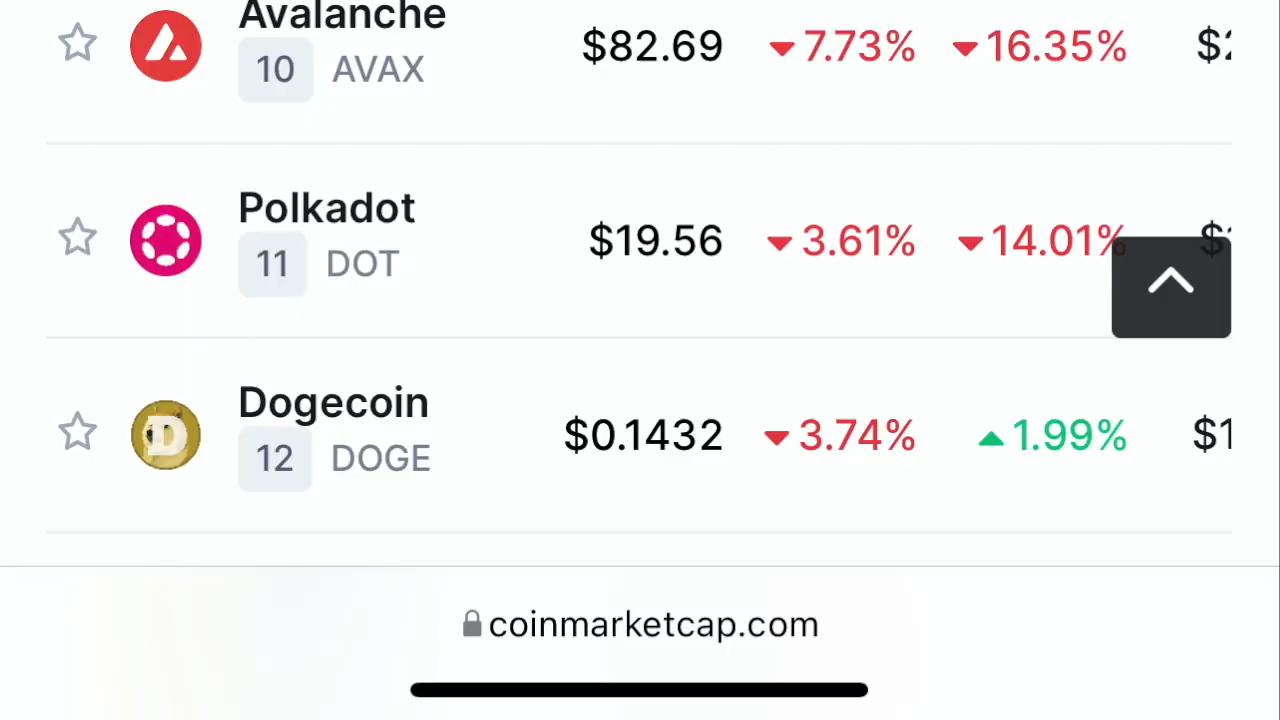 Avalanche
10 AVAX $82.69 7.73% 16.35%
Polkadot
11 DOT $19.56 3.61% 14.01%
Dogecoin
12 DOGE $0.1432 3.74% 1.99% $1
coinmarketcap.com